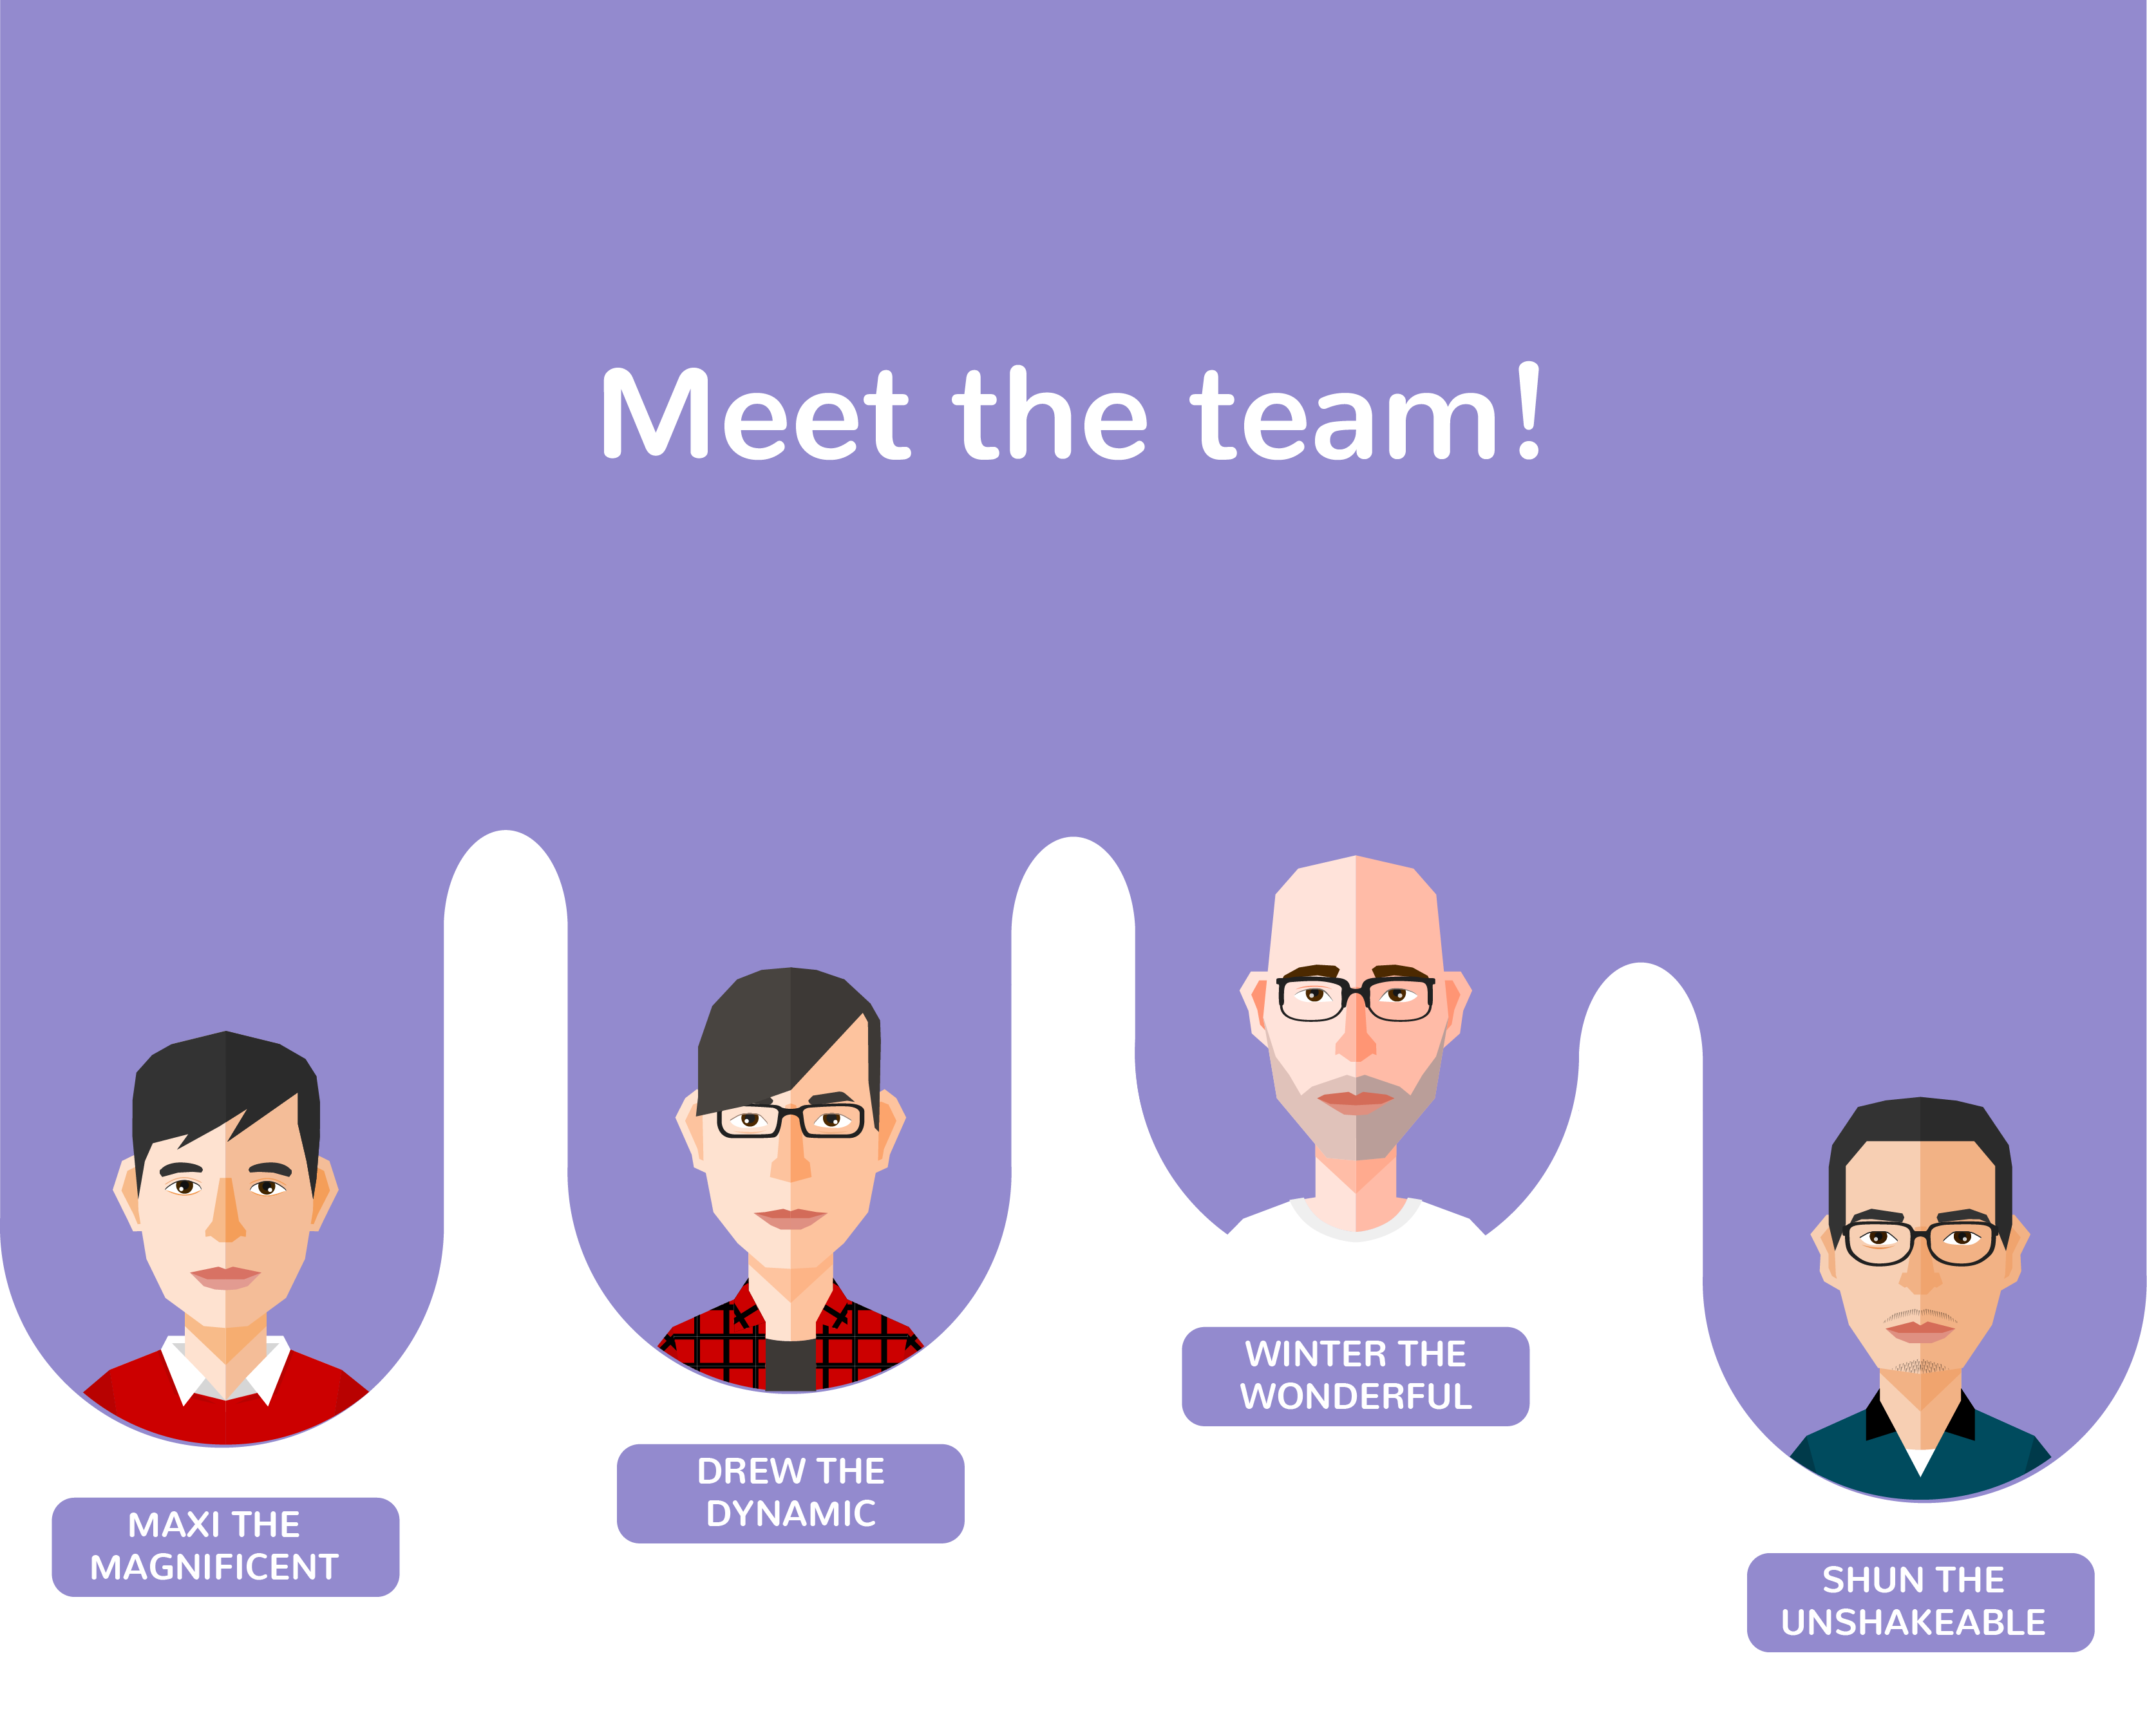 Meet the team!
MAXI THE
MAGNIFICENT
DREW THE
DYNAMIC
WINTER THE
WONDERFUL
SHUN THE
UNSHAKEABLE